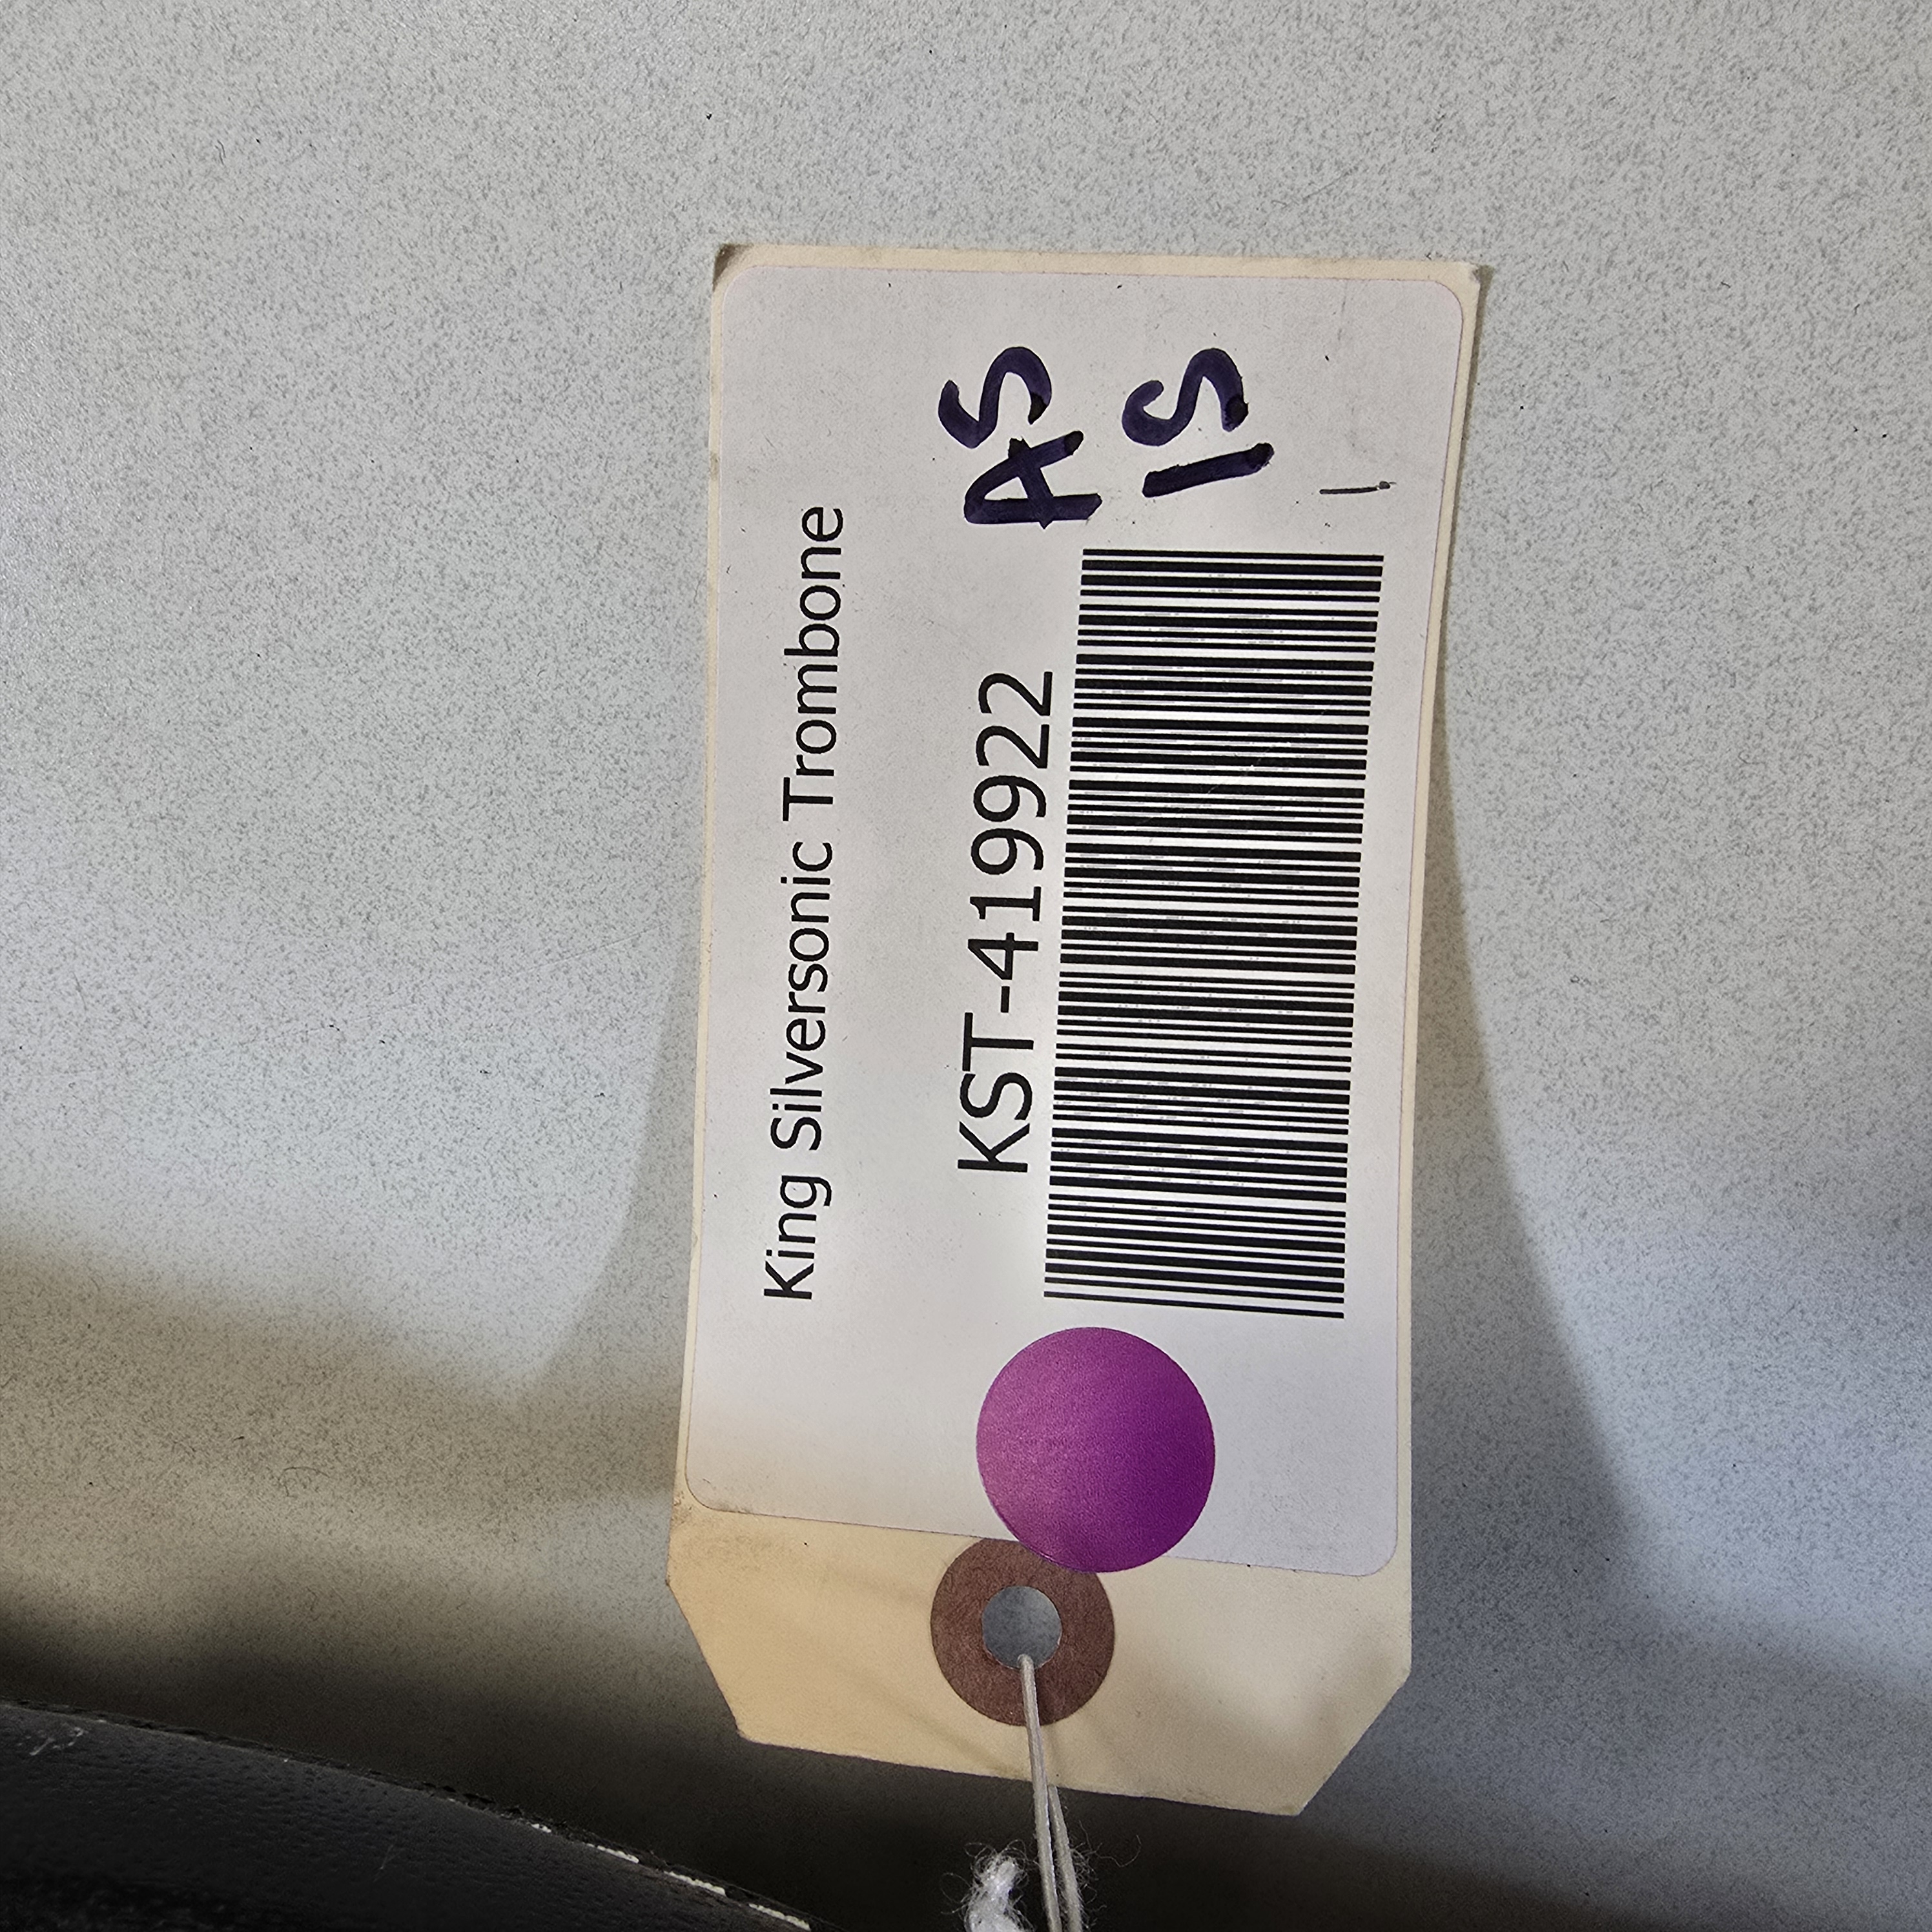 King Silversonic Trombone
KST-419922
AS
IS